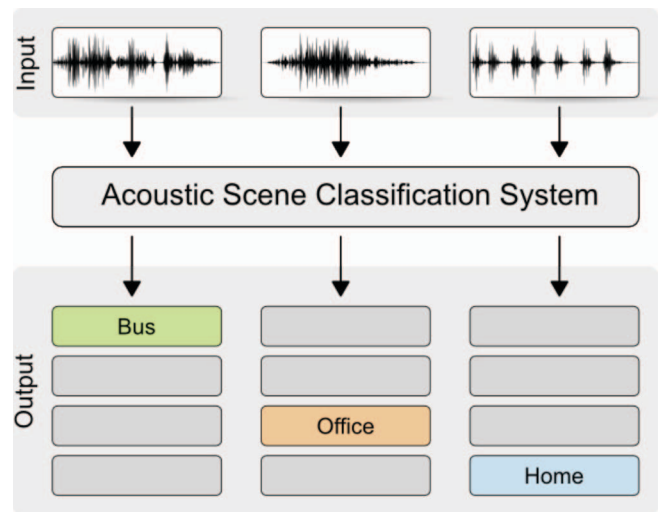 Input
Acoustic Scene Classification System
Output
Bus
Office
Home